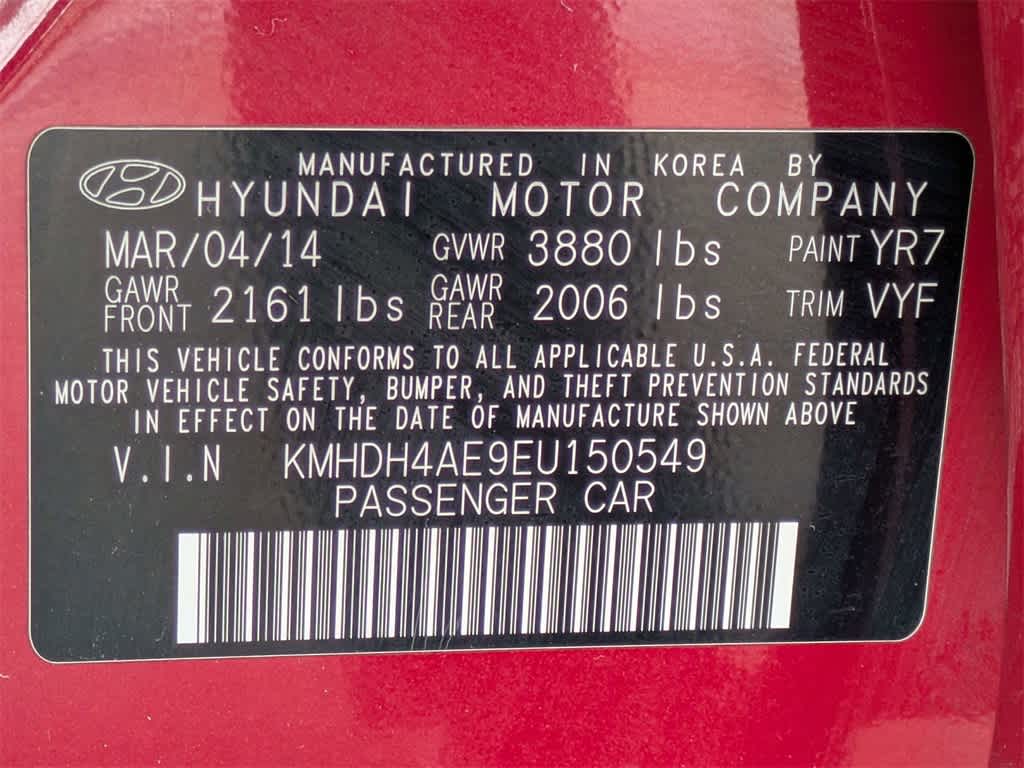 MANUFACTURED IN KOREA BY
HYUNDAI MOTOR COMPANY
MAR/04/14 GVWR 3880 lbs PAINT YR7
GAWR FRONT 2161 lbs GAWR REAR 2006 lbs TRIM VYF
THIS VEHICLE CONFORMS TO ALL APPLICABLE U.S.A. FEDERAL
MOTOR VEHICLE SAFETY, BUMPER, AND THEFT PREVENTION STANDARDS
IN EFFECT ON THE DATE OF MANUFACTURE SHOWN ABOVE
V.I.N KMHDH4AE9EU150549
PASSENGER CAR